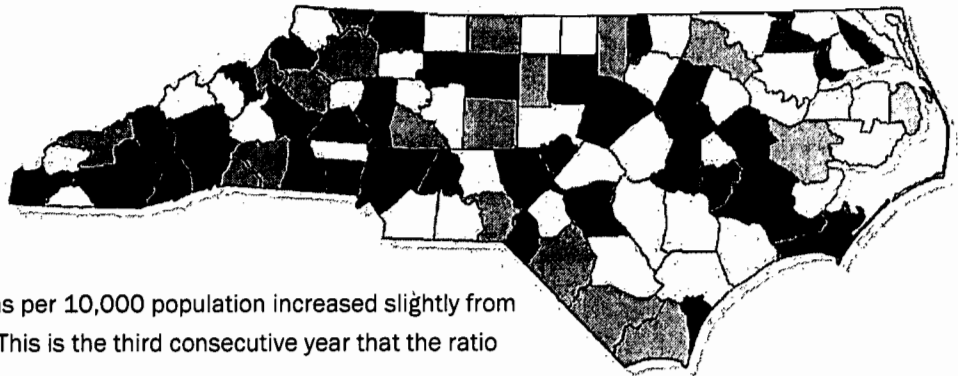 s per 10,000 population increased slightly from
This is the third consecutive year that the ratio